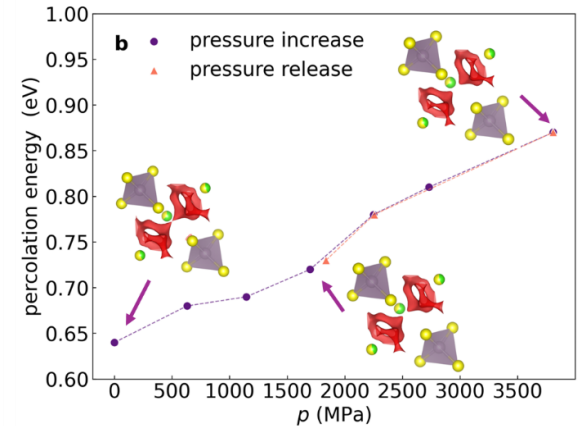 b
pressure increase
pressure release
percolation energy (eV)
1.00
0.95
0.90
0.85
0.80
0.75
0.70
0.65
0.60
0 500 1000 1500 2000 2500 3000 3500
p (MPa)